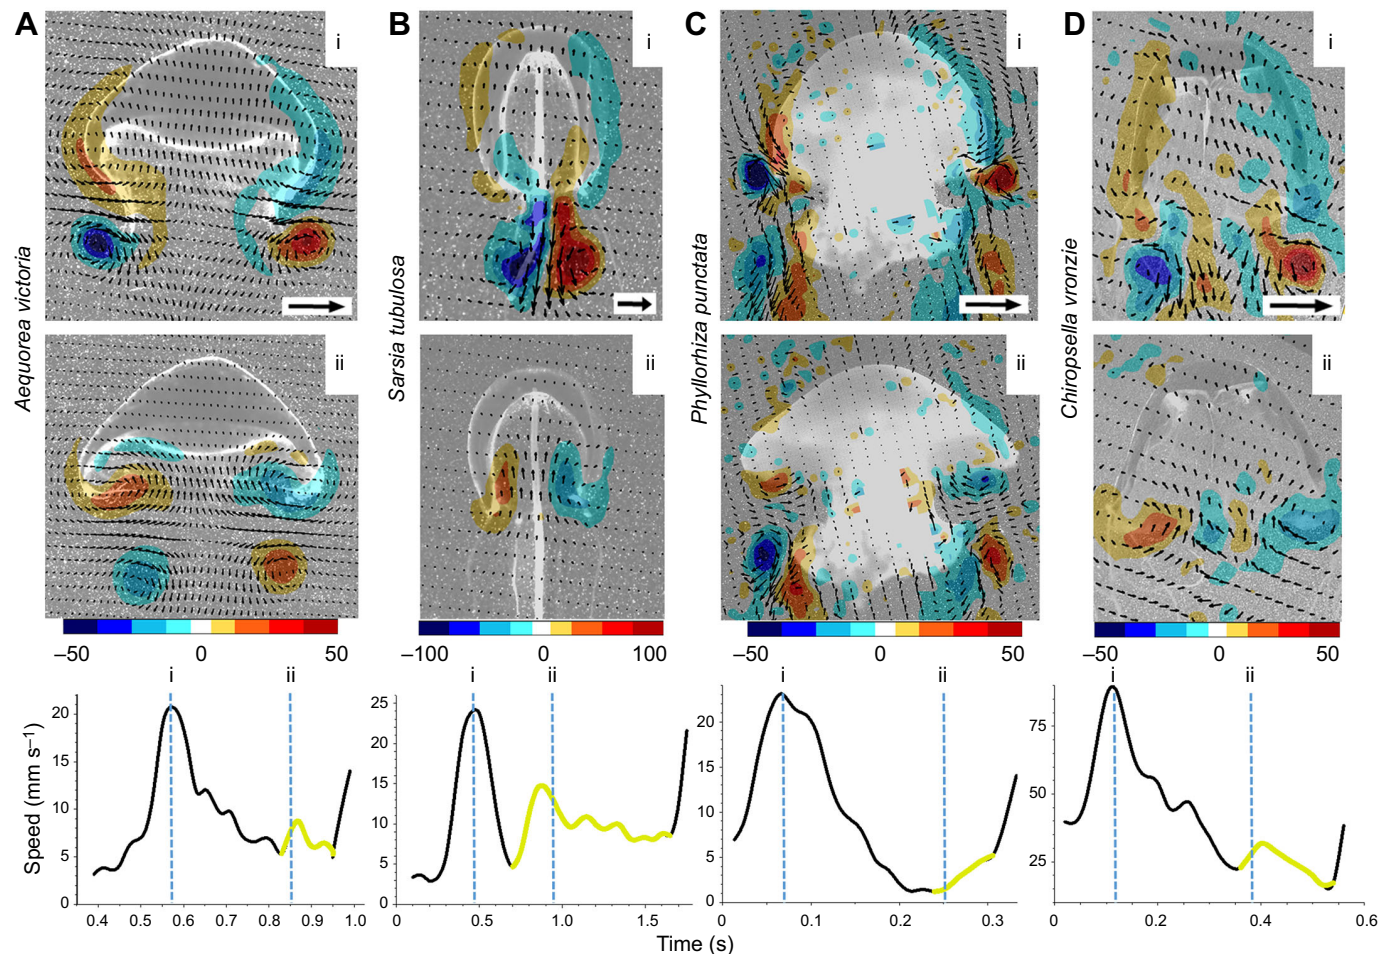 A
B
C
D
i
i
i
i
Aequorea victoria
Sarsia tubulosa
Phyllorhiza punctata
Chiropsella vronzie
ii
ii
ii
ii
–50 0 50
–100 0 100
–50 0 50
–50 0 50
i ii
i ii
i ii
i ii
Speed (mm s–1)
20
15
10
5
0
0.4 0.5 0.6 0.7 0.8 0.9 1.0
25
20
15
10
5
0
0 0.5 1.0 1.5
20
15
10
5
0
0 0.1 0.2 0.3
75
50
25
0 0.2 0.4 0.6
Time (s)